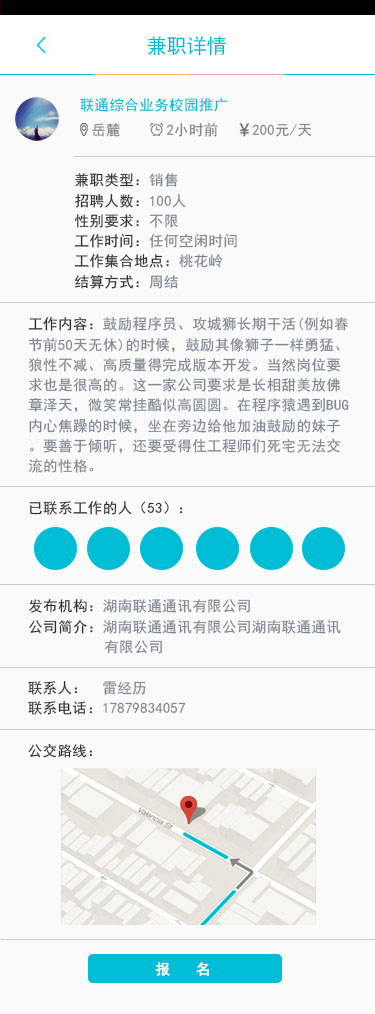 兼职详情
联通综合业务校园推广
岳麓 2小时前 ¥200元/天
兼职类型：销售
招聘人数：100人
性别要求：不限
工作时间：任何空闲时间
工作集合地点：桃花岭
结算方式：周结
工作内容：鼓励程序员、攻城狮长期干活(例如春
节前50天无休)的时候，鼓励其像狮子一样勇猛、
狼性不减、高质量得完成版本开发。当然岗位要
求也是很高的。这一家公司要求是长相甜美放佛
章泽天，微笑常挂酷似高圆圆。在程序猿遇到BUG
内心焦躁的时候，坐在旁边给他加油鼓励的妹子
。要善于倾听，还要受得住工程师们死宅无法交
流的性格。
已联系工作的人（53）：
发布机构：湖南联通通讯有限公司
公司简介：湖南联通通讯有限公司湖南联通通讯
有限公司
联系人：雷经历
联系电话：17879834057
公交路线：
Valencia St
报 名